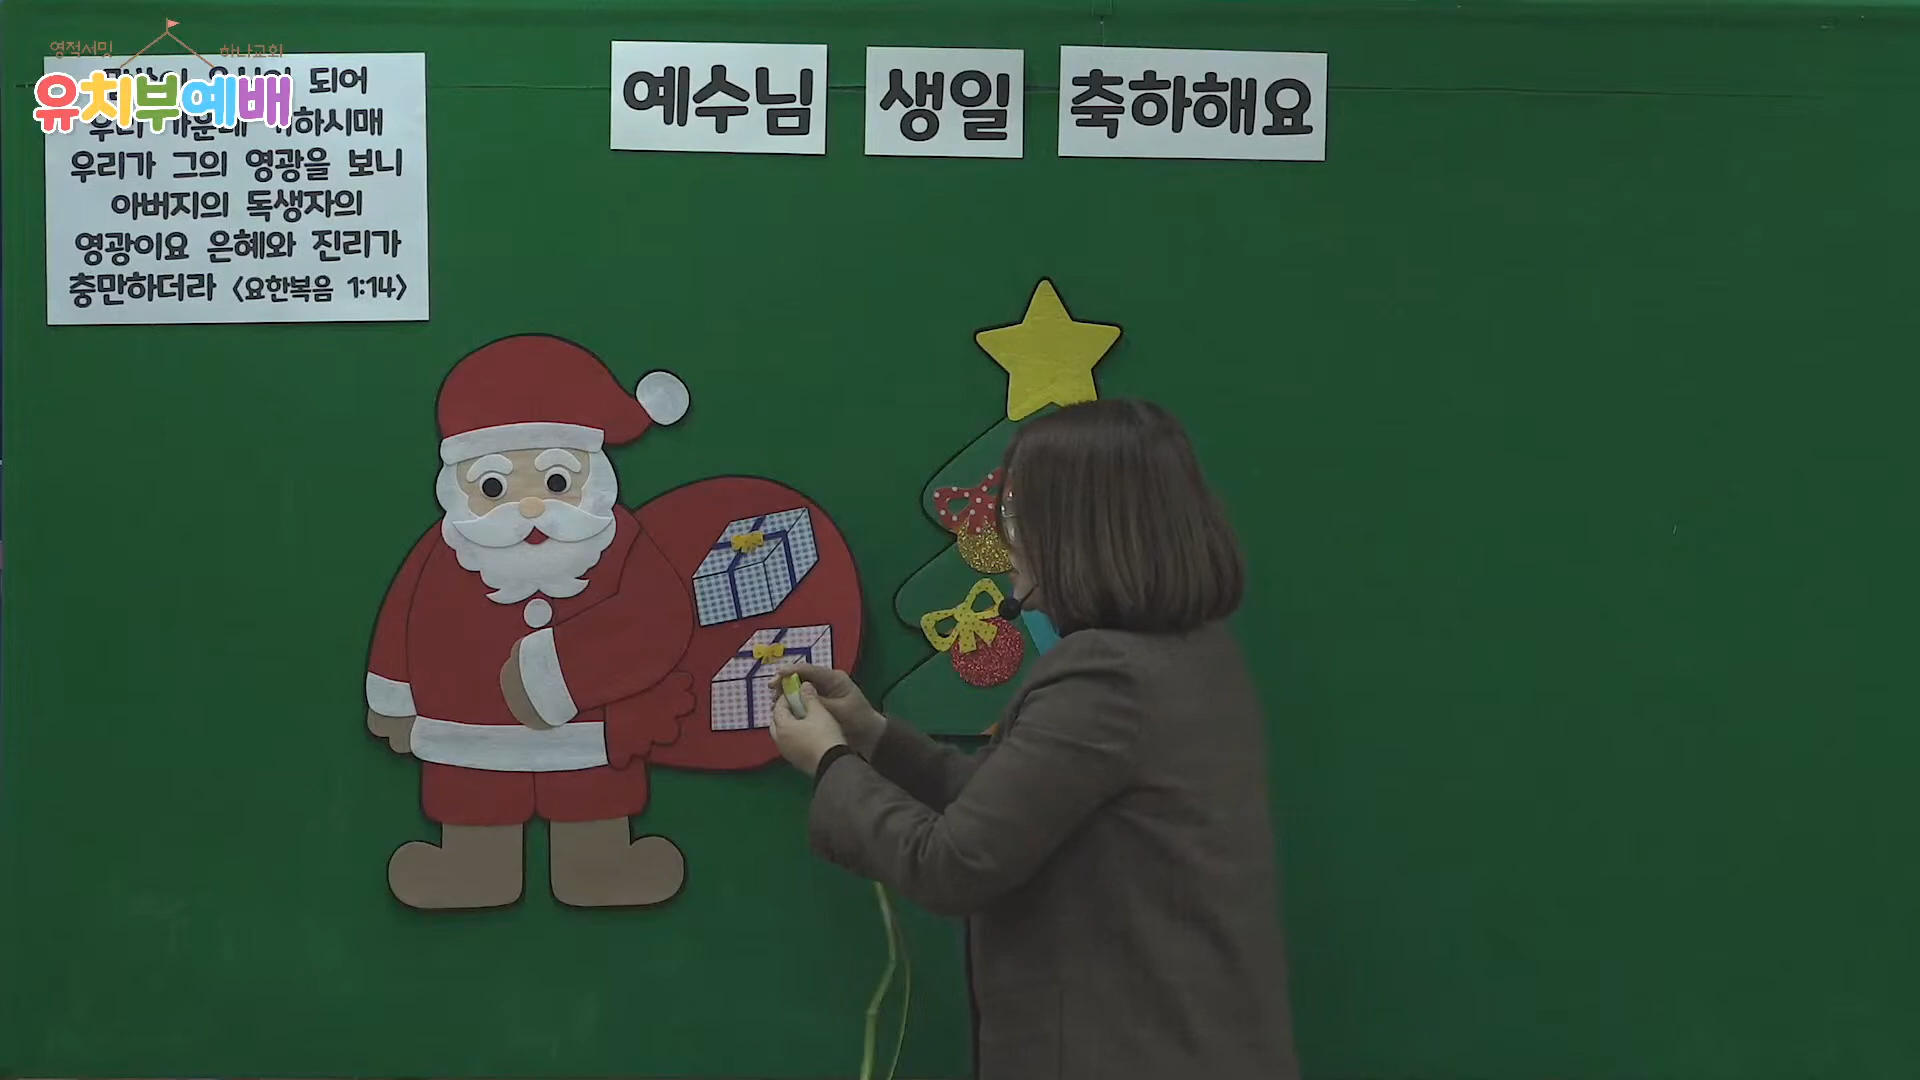 영적서밋 하나교회
유치부예배
예수님 생일 축하해요
되어
하시매
우리가 그의 영광을 보니
아버지의 독생자의
영광이요 은혜와 진리가
충만하더라 〈요한복음 1:14〉